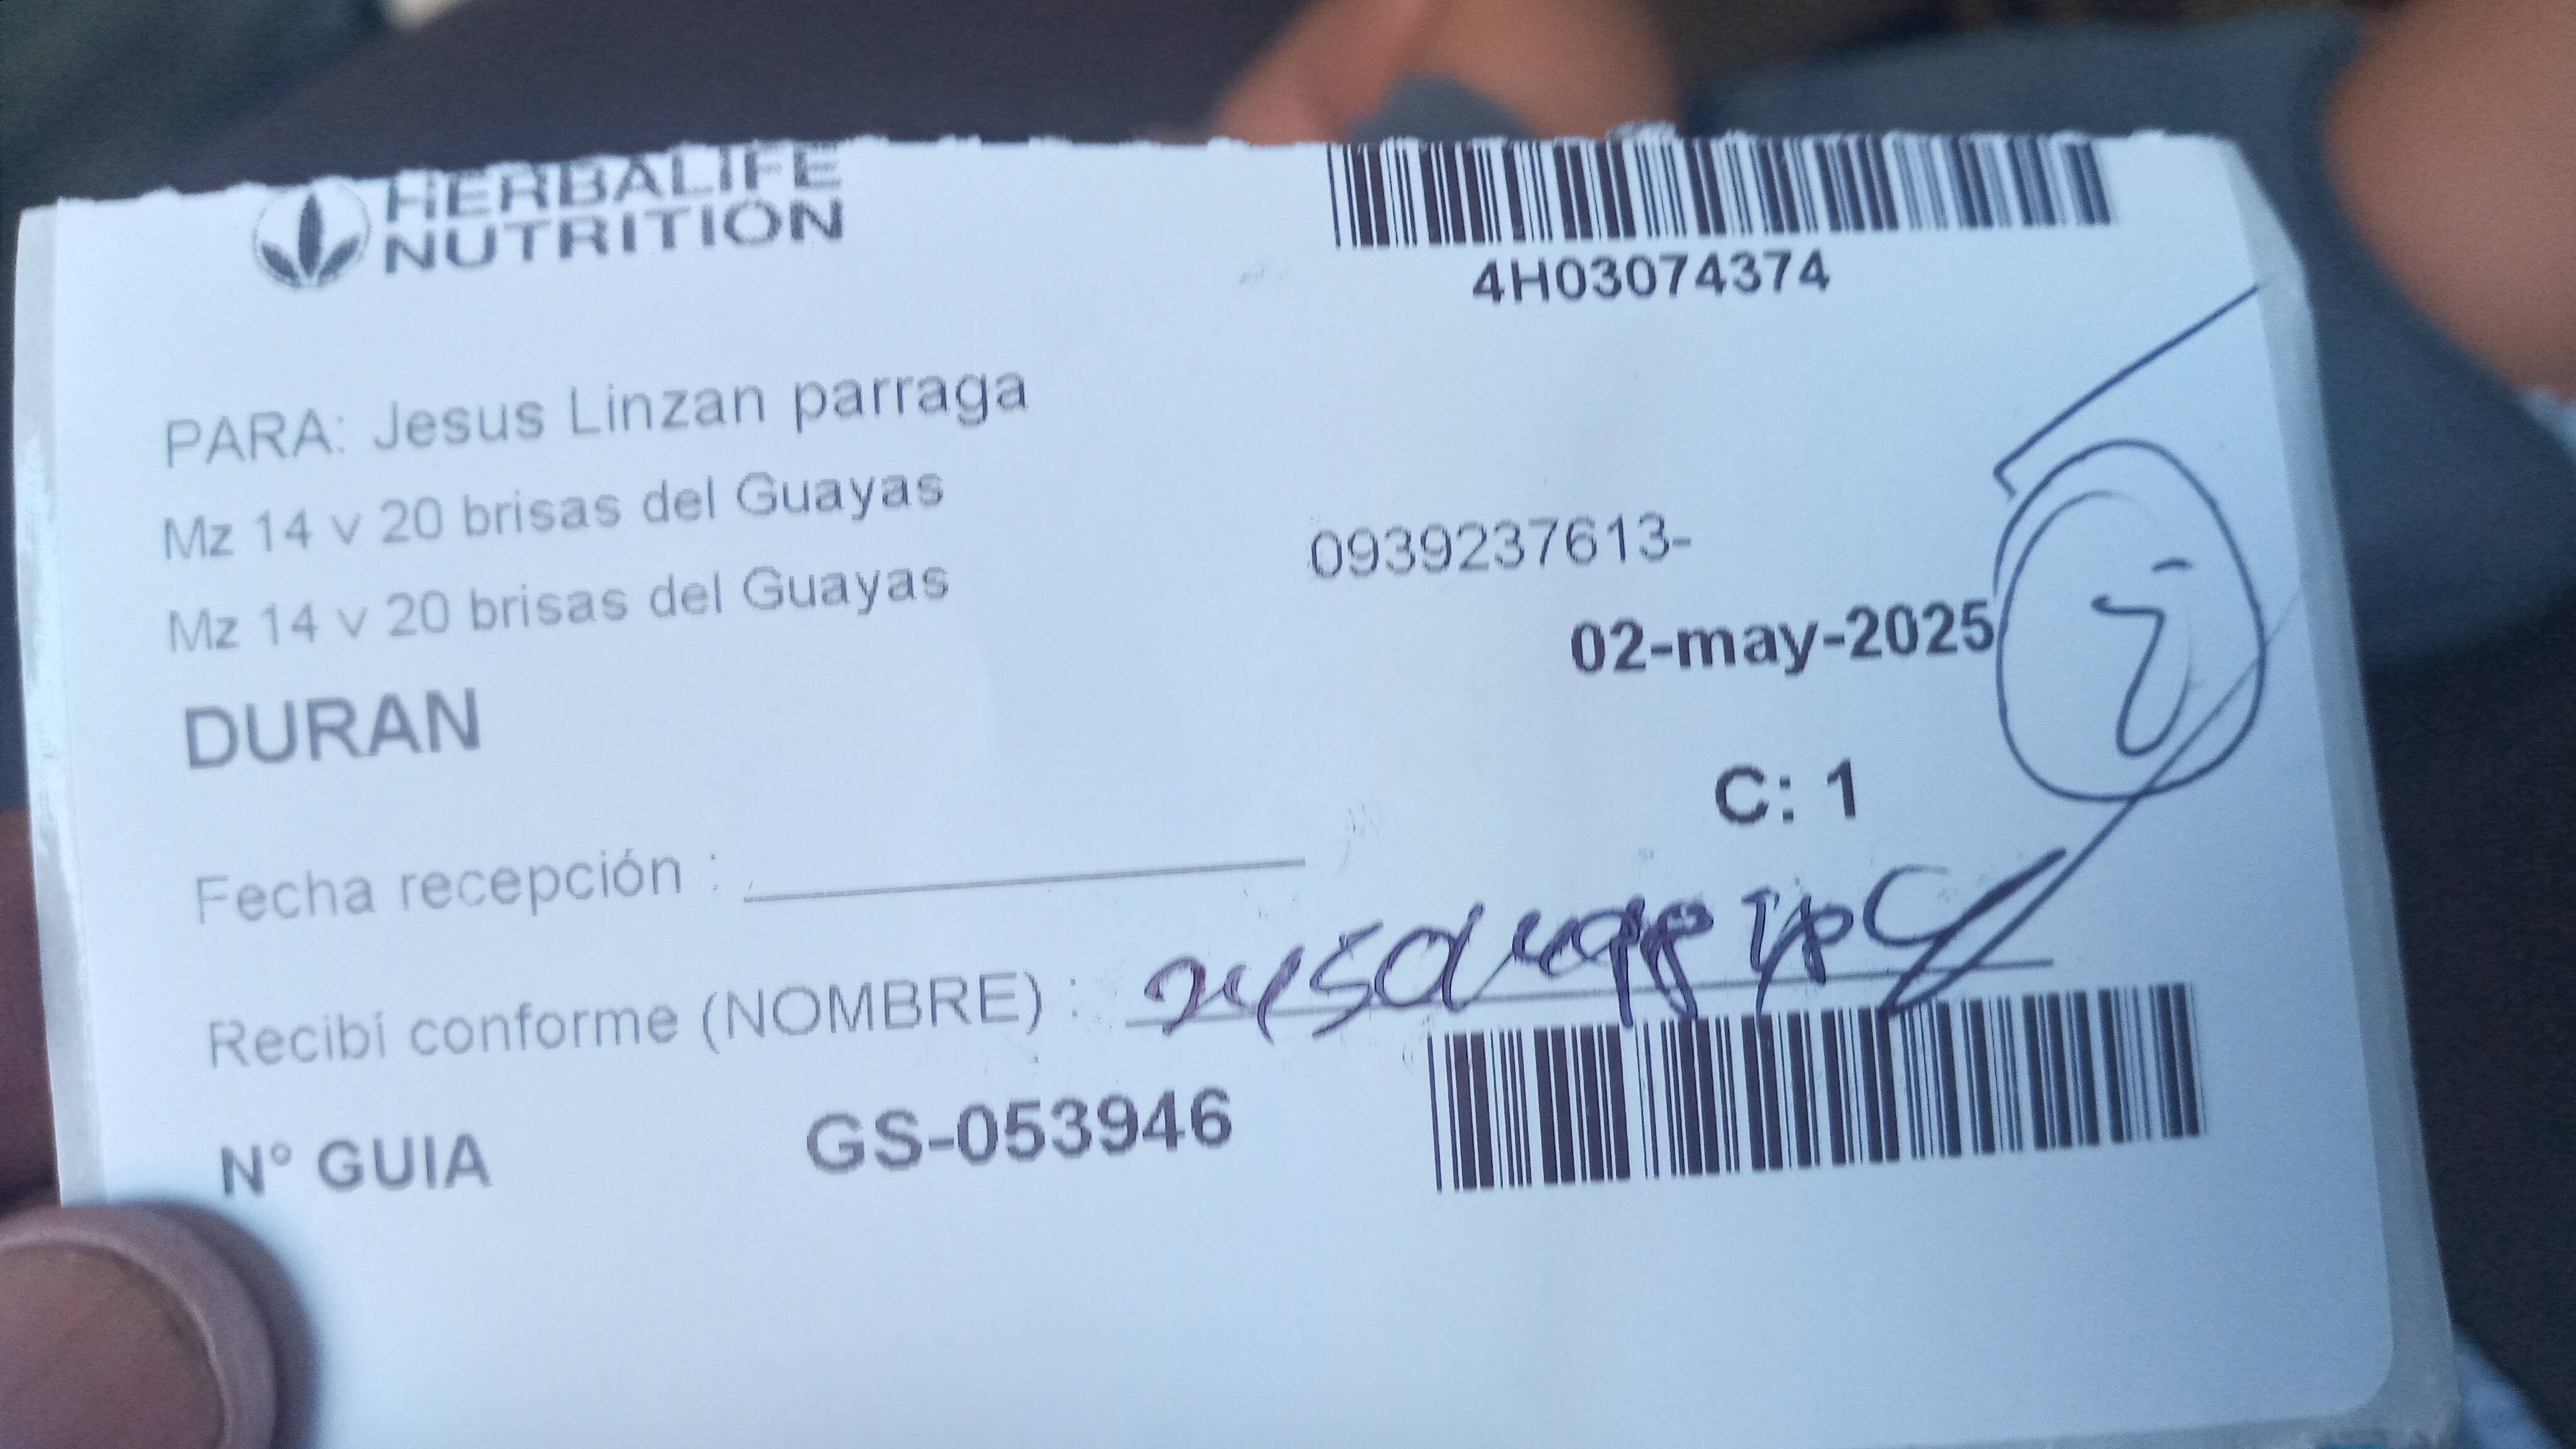 HERBALIFE
NUTRITION
4H03074374
PARA: Jesus Linzan parraga
Mz 14 v 20 brisas del Guayas
0939237613-
Mz 14 v 20 brisas del Guayas
02-may-2025
DURAN
C: 1
Fecha recepción :
Recibí conforme (NOMBRE) :
N° GUIA GS-053946